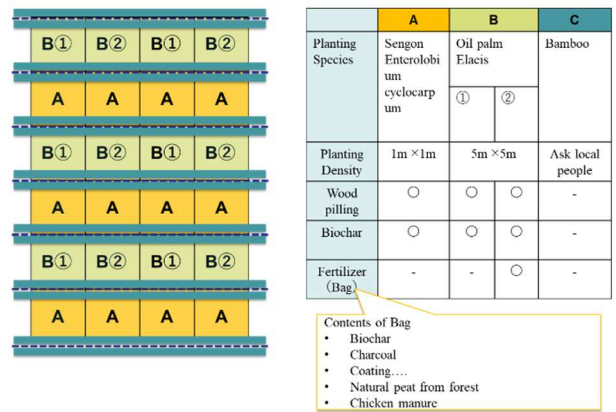 B① B② B① B②
A A A A
B① B② B① B②
A A A A
B① B② B① B②
A A A A
A B C
Planting Species
Sengon
Enterolobi
um
cyclocarp
um
Oil palm
Elaeis
① ②
Bamboo
Planting Density
1m ×1m
5m ×5m
Ask local people
Wood pilling
○ ○ ○ -
Biochar
○ ○ ○ -
Fertilizer (Bag)
- - ○ -
Contents of Bag
• Biochar
• Charcoal
• Coating….
• Natural peat from forest
• Chicken manure